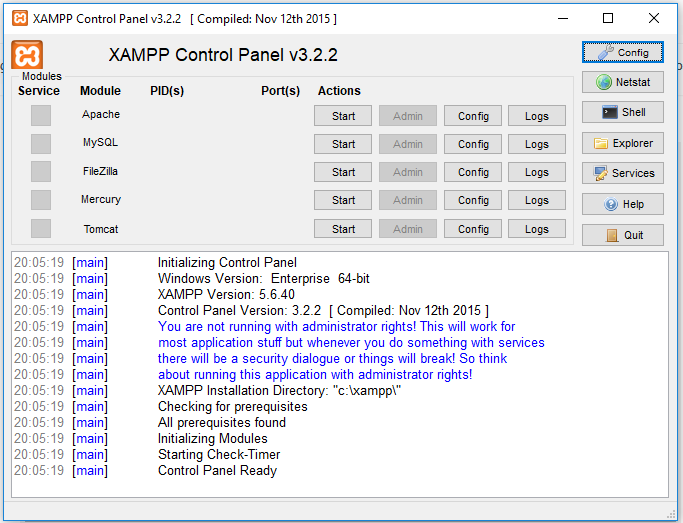 XAMPP Control Panel v3.2.2 [ Compiled: Nov 12th 2015 ]
XAMPP Control Panel v3.2.2
Config
Modules
Service Module PID(s) Port(s) Actions
Netstat
Apache Start Admin Config Logs
Shell
MySQL Start Admin Config Logs
Explorer
FileZilla Start Admin Config Logs
Services
Mercury Start Admin Config Logs
Help
Tomcat Start Admin Config Logs
Quit
20:05:19 [main] Initializing Control Panel
20:05:19 [main] Windows Version: Enterprise 64-bit
20:05:19 [main] XAMPP Version: 5.6.40
20:05:19 [main] Control Panel Version: 3.2.2 [ Compiled: Nov 12th 2015 ]
20:05:19 [main] You are not running with administrator rights! This will work for
20:05:19 [main] most application stuff but whenever you do something with services
20:05:19 [main] there will be a security dialogue or things will break! So think
20:05:19 [main] about running this application with administrator rights!
20:05:19 [main] XAMPP Installation Directory: "c:\xampp\"
20:05:19 [main] Checking for prerequisites
20:05:19 [main] All prerequisites found
20:05:19 [main] Initializing Modules
20:05:19 [main] Starting Check-Timer
20:05:19 [main] Control Panel Ready